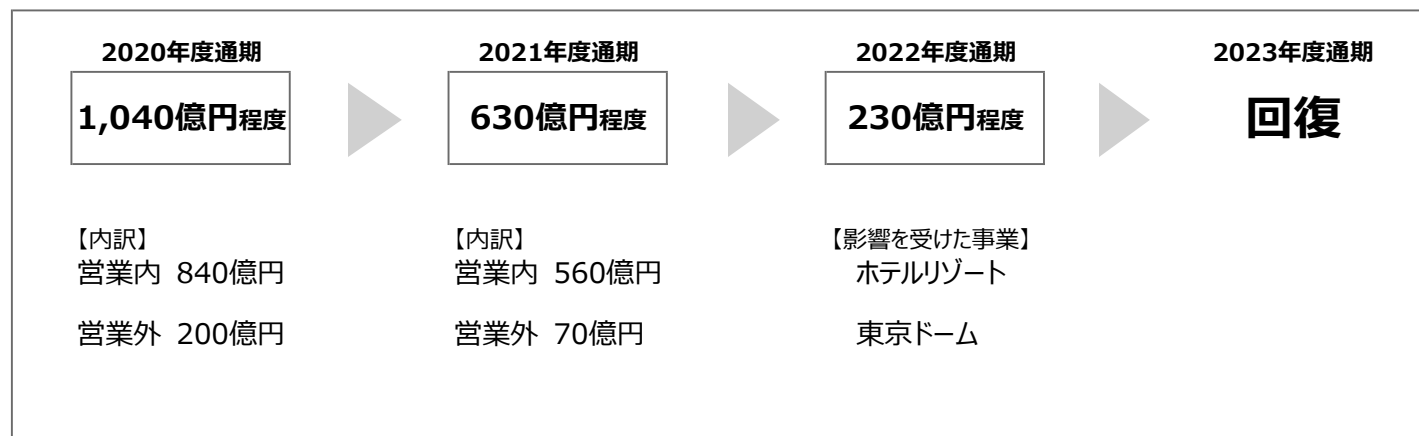 2020年度通期
1,040億円程度
【内訳】
営業内 840億円
営業外 200億円
2021年度通期
630億円程度
【内訳】
営業内 560億円
営業外 70億円
2022年度通期
230億円程度
【影響を受けた事業】
ホテルリゾート
東京ドーム
2023年度通期
回復